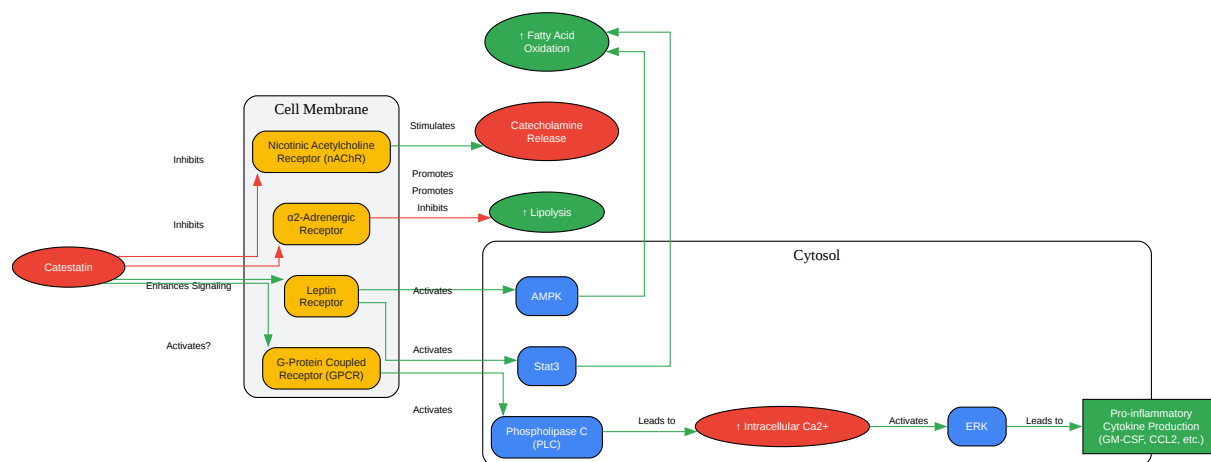 ↑ Fatty Acid
Oxidation
Cell Membrane
Nicotinic Acetylcholine
Receptor (nAChR)
Stimulates
Catecholamine
Release
Inhibits
Promotes
Promotes
Inhibits
α2-Adrenergic
Receptor
↑ Lipolysis
Inhibits
Catestatin
Cytosol
Enhances Signaling
Leptin
Receptor
Activates
AMPK
Activates?
G-Protein Coupled
Receptor (GPCR)
Activates
Stat3
Activates
Phospholipase C
(PLC)
Leads to
↑ Intracellular Ca2+
Activates
ERK
Leads to
Pro-inflammatory
Cytokine Production
(GM-CSF, CCL2, etc.)